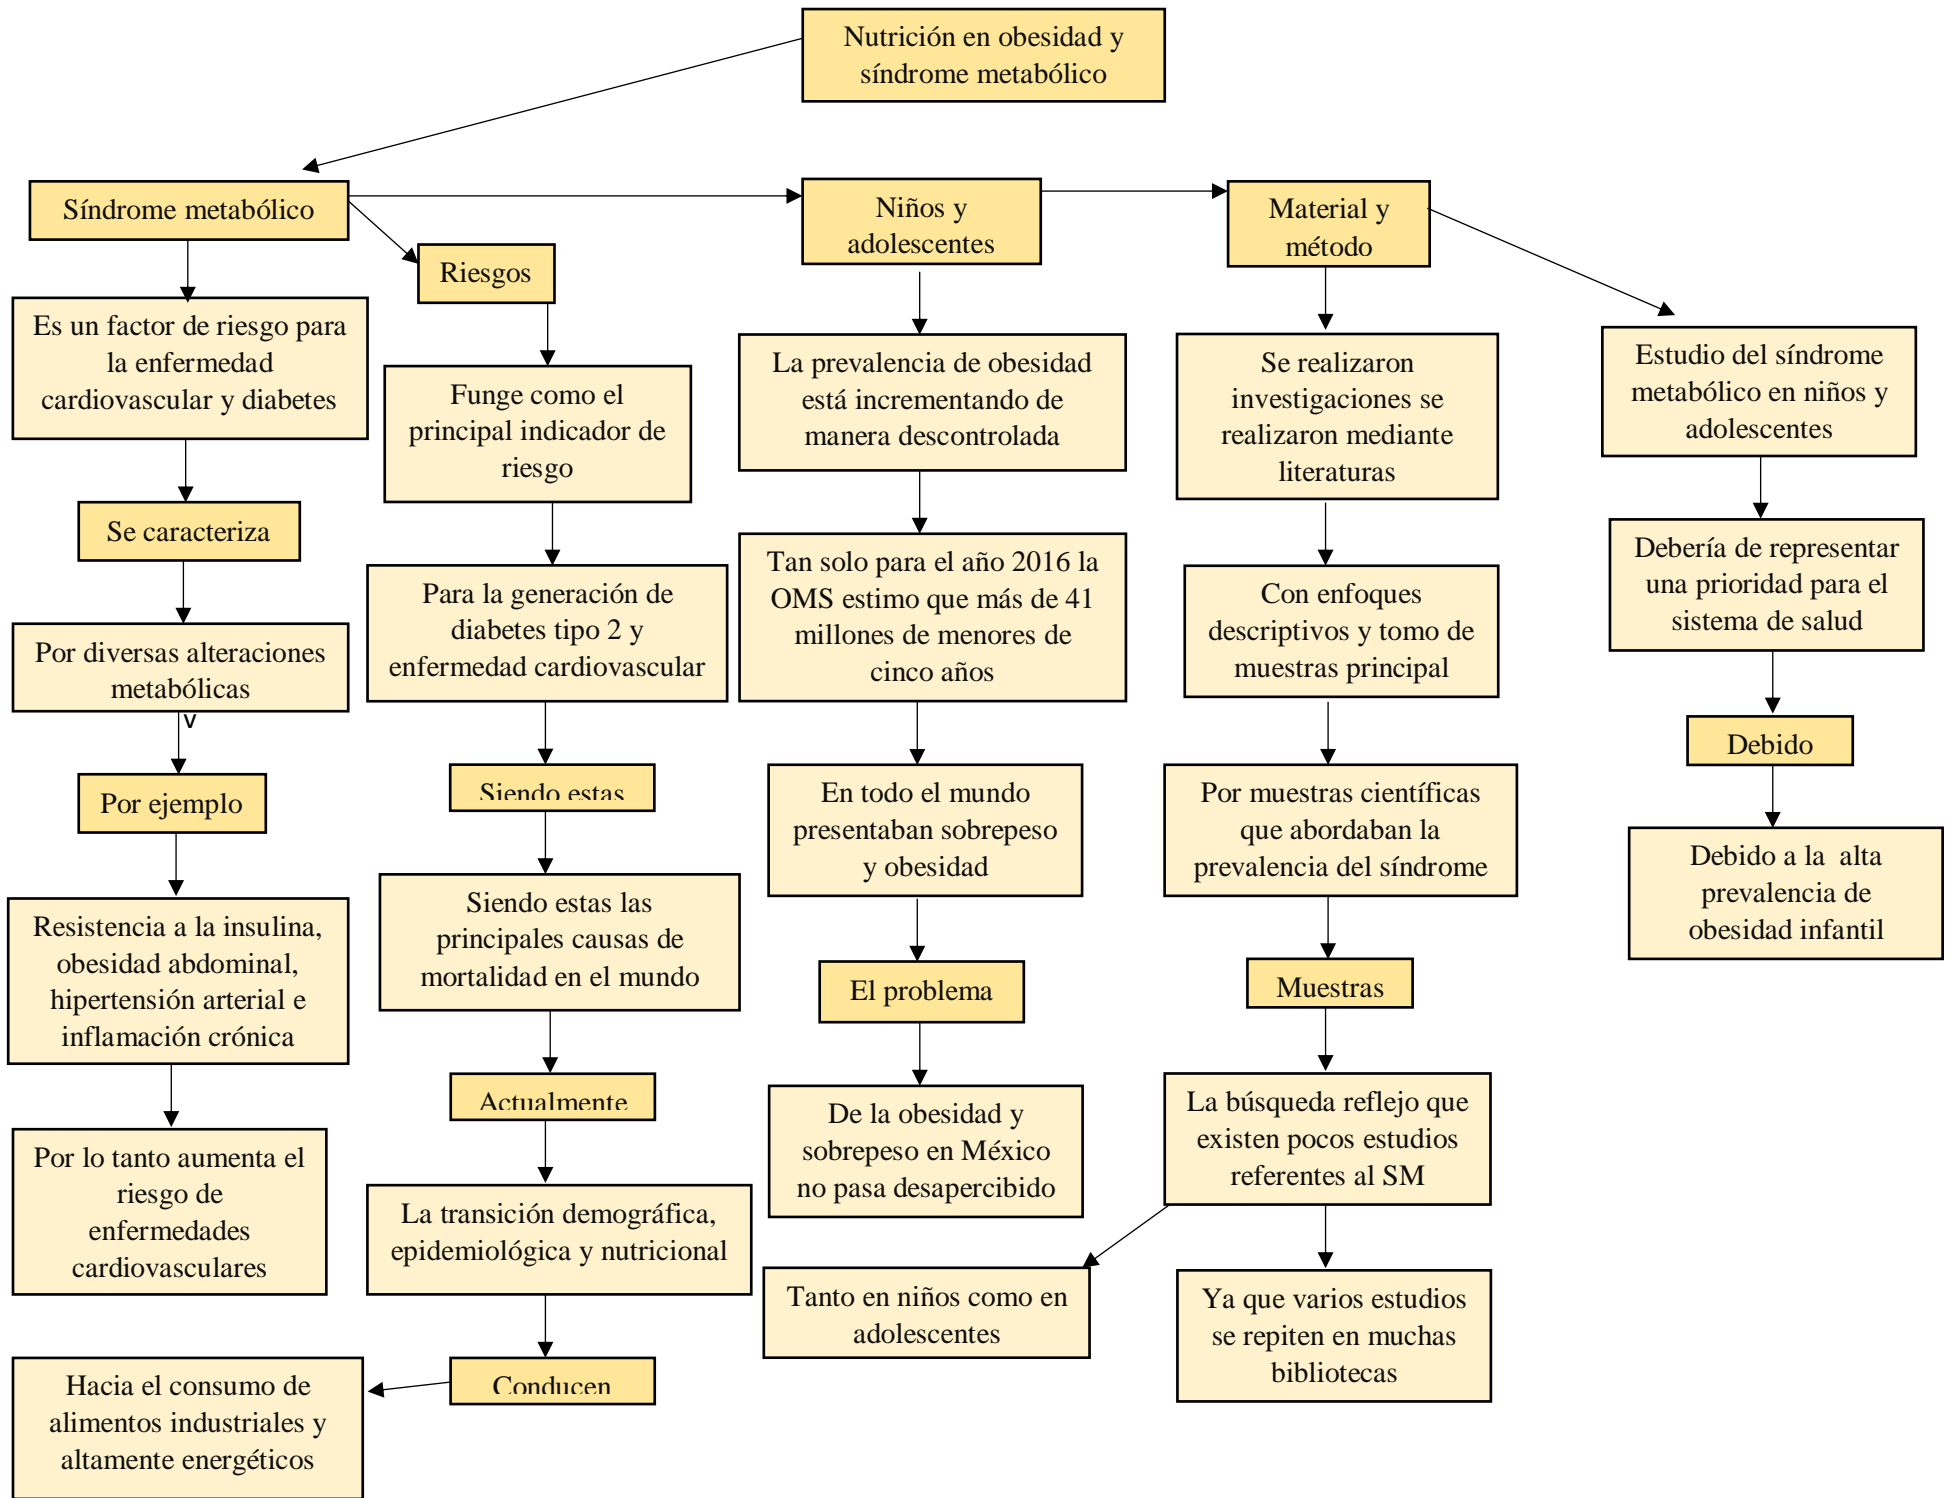 Nutrición en obesidad y
síndrome metabólico
Síndrome metabólico
Es un factor de riesgo para
la enfermedad
cardiovascular y diabetes
Se caracteriza
Por diversas alteraciones
metabólicas
v
Por ejemplo
Resistencia a la insulina,
obesidad abdominal,
hipertensión arterial e
inflamación crónica
Por lo tanto aumenta el
riesgo de
enfermedades
cardiovasculares
Riesgos
Funge como el
principal indicador de
riesgo
Para la generación de
diabetes tipo 2 y
enfermedad cardiovascular
Siendo estas
Siendo estas las
principales causas de
mortalidad en el mundo
Actualmente
La transición demográfica,
epidemiológica y nutricional
Conducen
Hacia el consumo de
alimentos industriales y
altamente energéticos
Niños y
adolescentes
La prevalencia de obesidad
está incrementando de
manera descontrolada
Tan solo para el año 2016 la
OMS estimo que más de 41
millones de menores de
cinco años
En todo el mundo
presentaban sobrepeso
y obesidad
El problema
De la obesidad y
sobrepeso en México
no pasa desapercibido
Material y
método
Se realizaron
investigaciones se
realizaron mediante
literaturas
Con enfoques
descriptivos y tomo de
muestras principal
Por muestras científicas
que abordaban la
prevalencia del síndrome
Muestras
La búsqueda reflejo que
existen pocos estudios
referentes al SM
Tanto en niños como en
adolescentes
Ya que varios estudios
se repiten en muchas
bibliotecas
Estudio del síndrome
metabólico en niños y
adolescentes
Debería de representar
una prioridad para el
sistema de salud
Debido
Debido a la  alta
prevalencia de
obesidad infantil